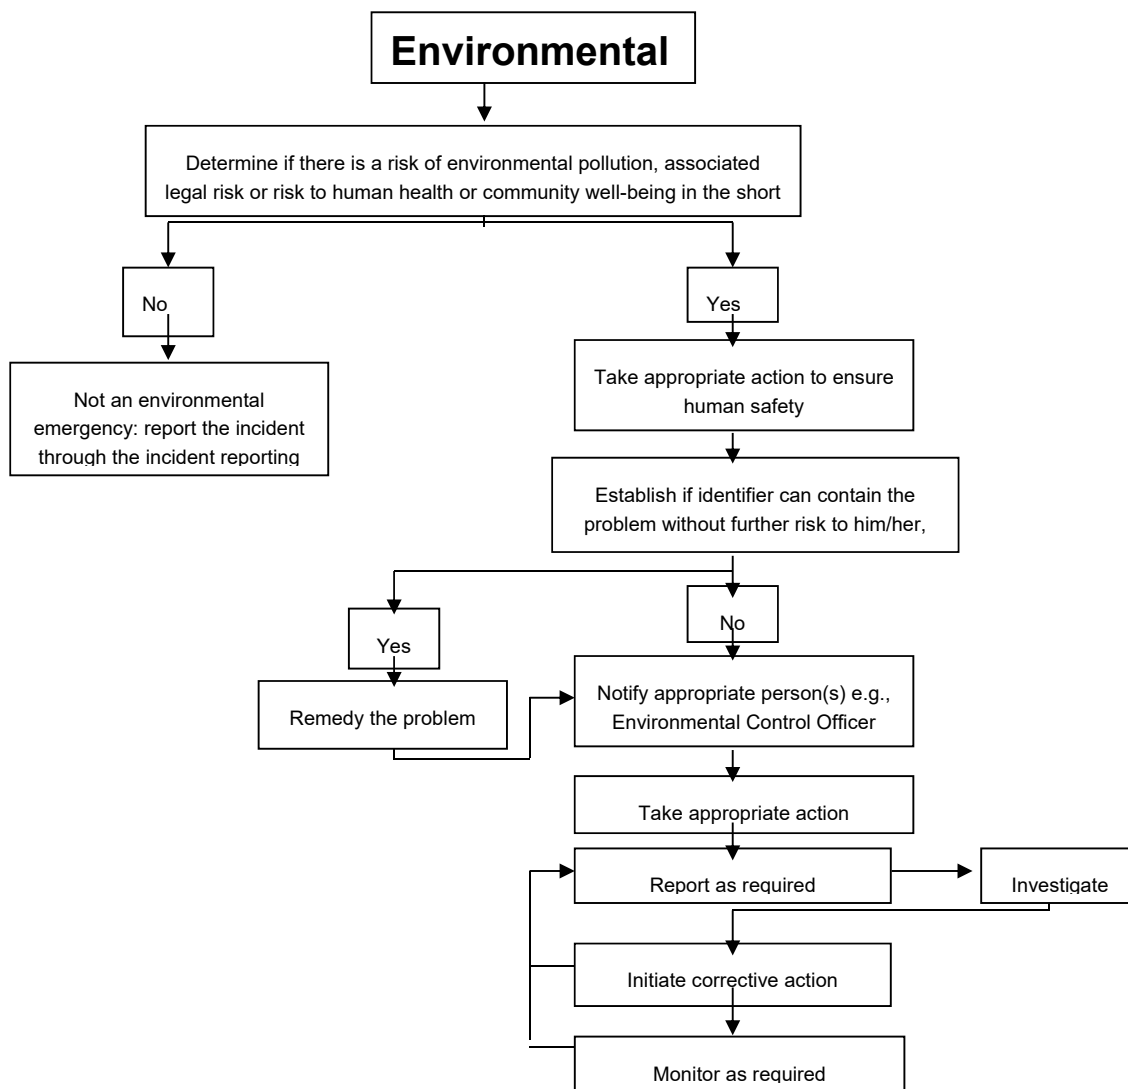 Environmental
Determine if there is a risk of environmental pollution, associated
legal risk or risk to human health or community well-being in the short
No
Yes
Not an environmental
emergency: report the incident
through the incident reporting
Take appropriate action to ensure
human safety
Establish if identifier can contain the
problem without further risk to him/her,
Yes
No
Remedy the problem
Notify appropriate person(s) e.g.,
Environmental Control Officer
Take appropriate action
Report as required
Investigate
Initiate corrective action
Monitor as required